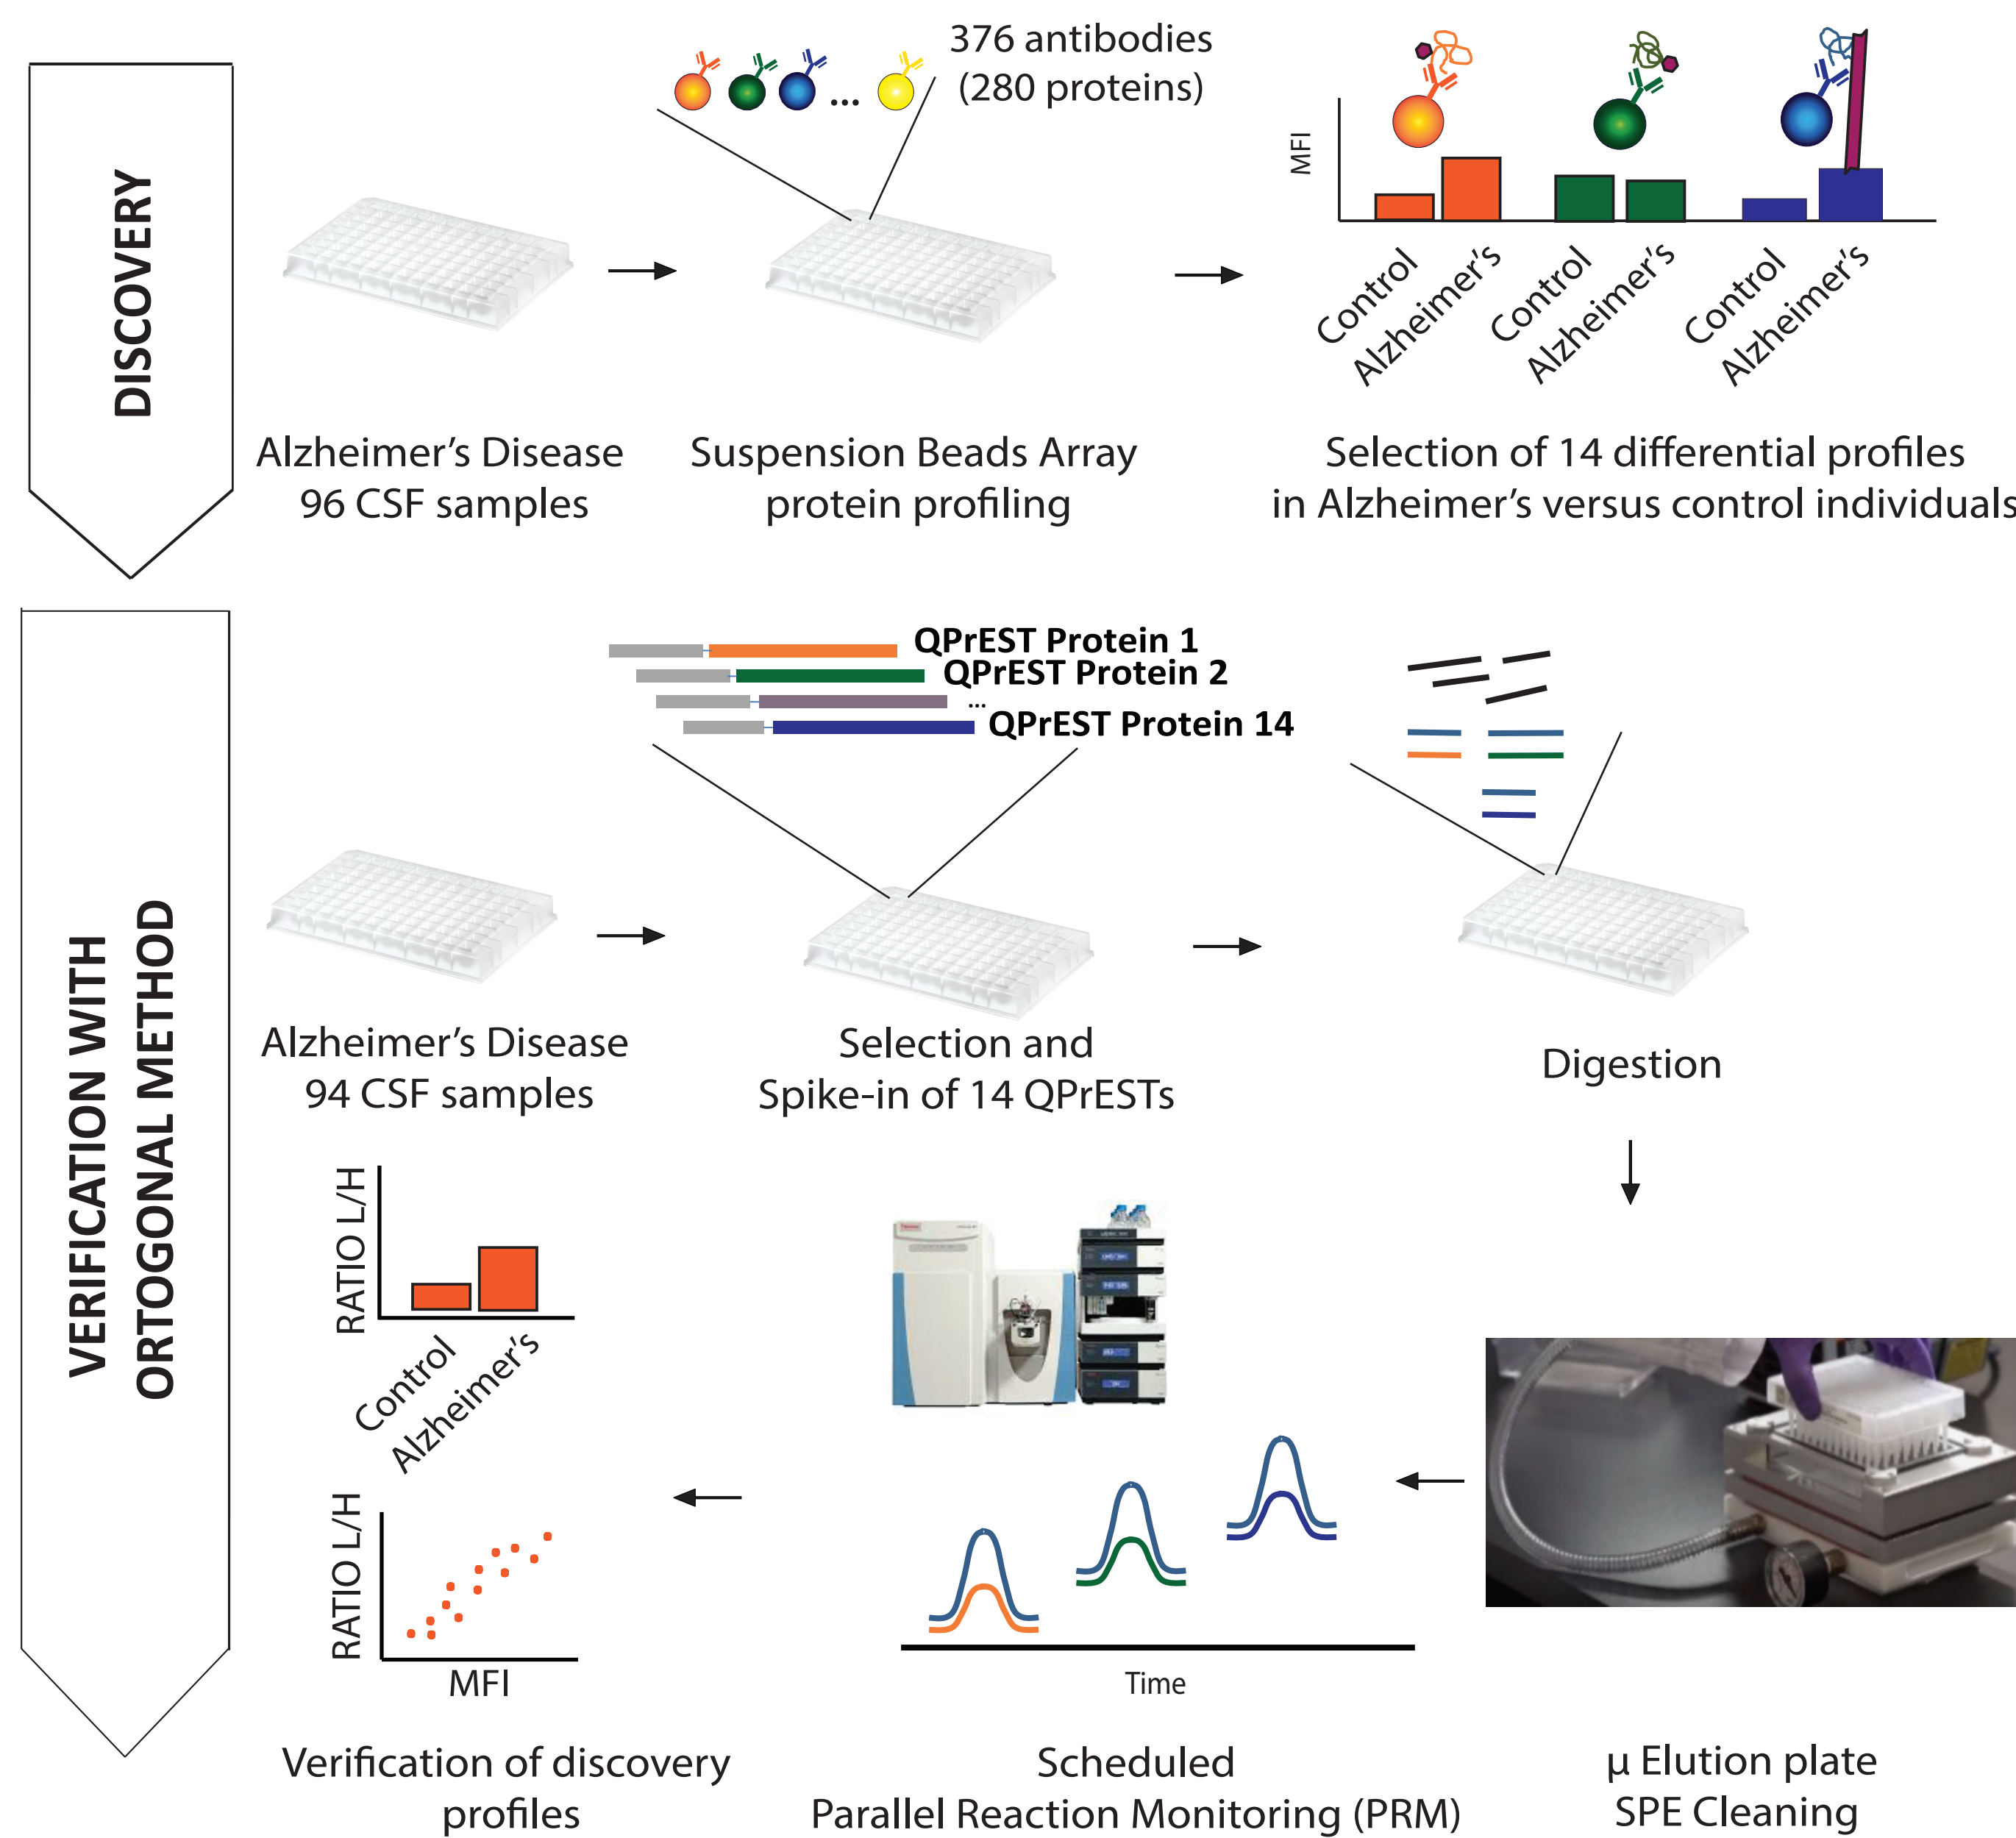 DISCOVERY
376 antibodies
(280 proteins)
...
MFI
Control
Alzheimer's
Control
Alzheimer's
Control
Alzheimer's
Alzheimer's Disease
96 CSF samples
Suspension Beads Array
protein profiling
Selection of 14 differential profiles
in Alzheimer's versus control individuals
VERIFICATION WITH
ORTOGONAL METHOD
QPrEST Protein 1
QPrEST Protein 2
...
QPrEST Protein 14
Alzheimer's Disease
94 CSF samples
Selection and
Spike-in of 14 QPrESTs
Digestion
RATIO L/H
Control
Alzheimer's
RATIO L/H
MFI
Time
Verification of discovery
profiles
Scheduled
Parallel Reaction Monitoring (PRM)
µ Elution plate
SPE Cleaning